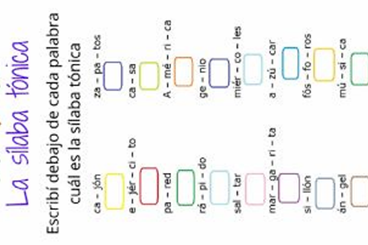 La sílaba tónica
Escribí debajo de cada palabra
cuál es la sílaba tónica
ca – jón za – pa – tos
e – jér – ci – to ca – sa
pa – red A – mé – ri – ca
rá – pi – do ge – nio
sal – tar miér – co – les
mar – ga – ri – ta a – zú – car
si – llón fós – fo – ros
án – gel mú – si – ca